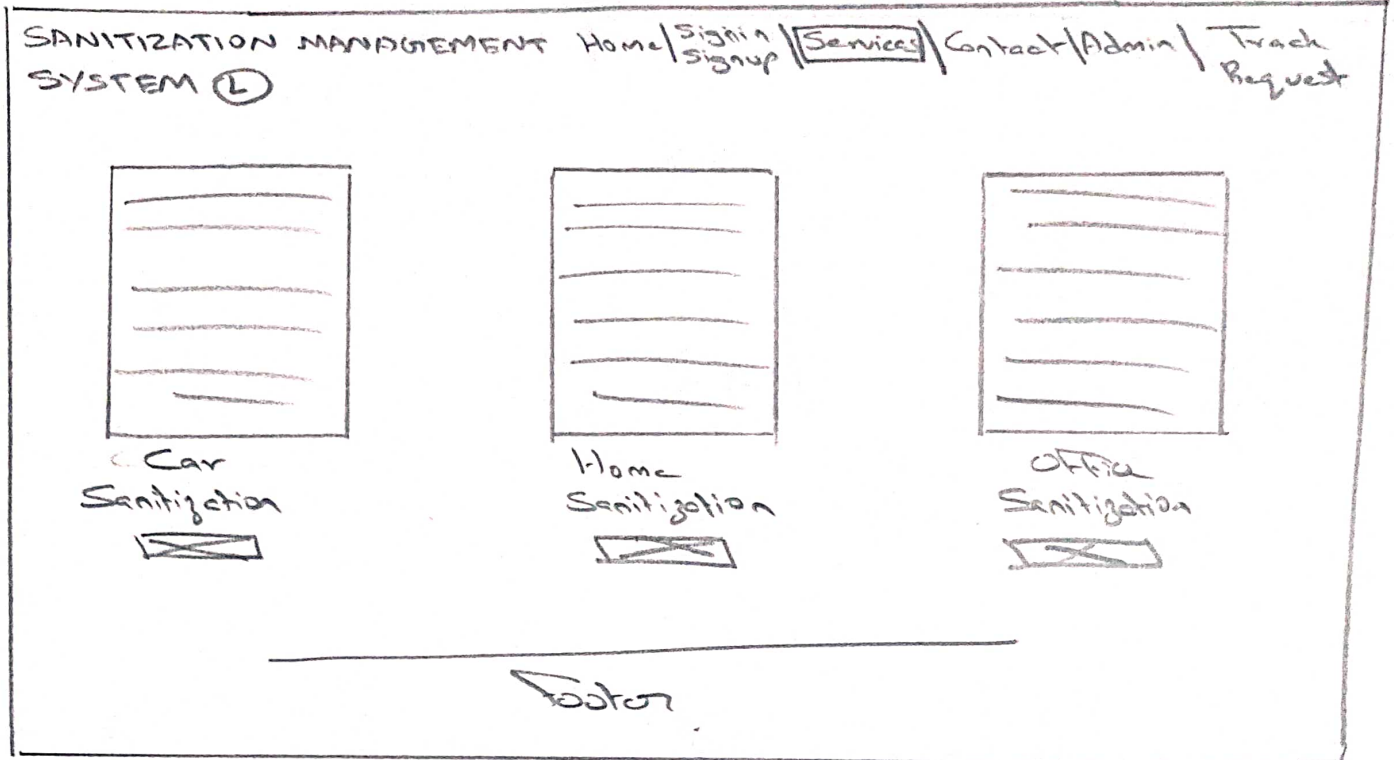 SANITIZATION MANAGEMENT
SYSTEM L
Home | Signin Signup | Services | Contact | Admin | Track Request
Car
Sanitization
Home
Sanitization
Office
Sanitization
Footer